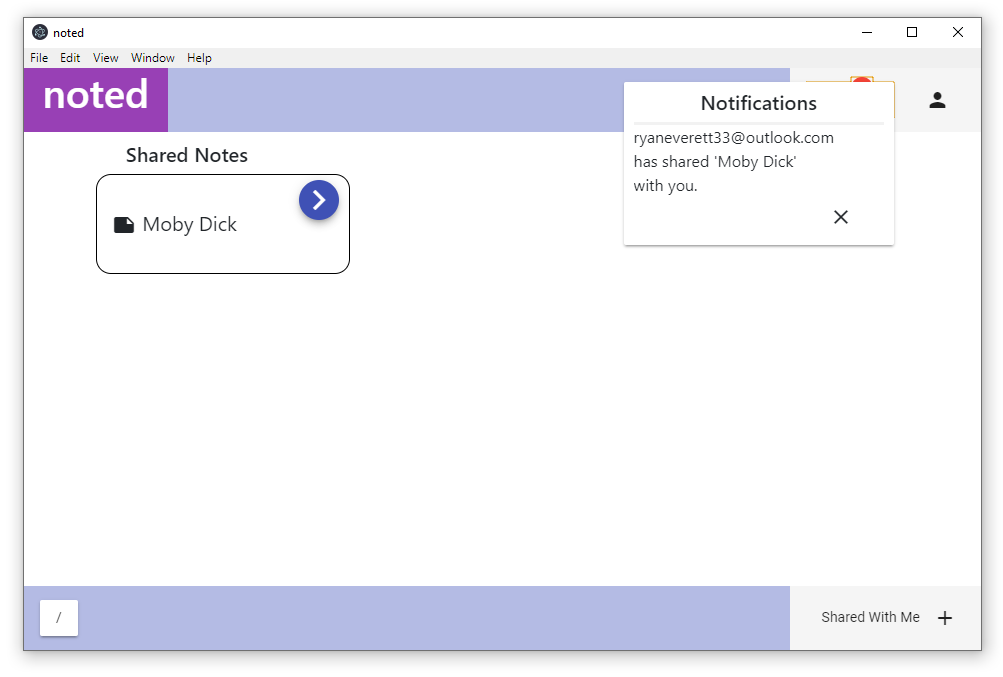 noted
File Edit View Window Help
noted
Notifications
ryaneverett33@outlook.com
has shared 'Moby Dick'
with you.
Shared Notes
Moby Dick
/
Shared With Me